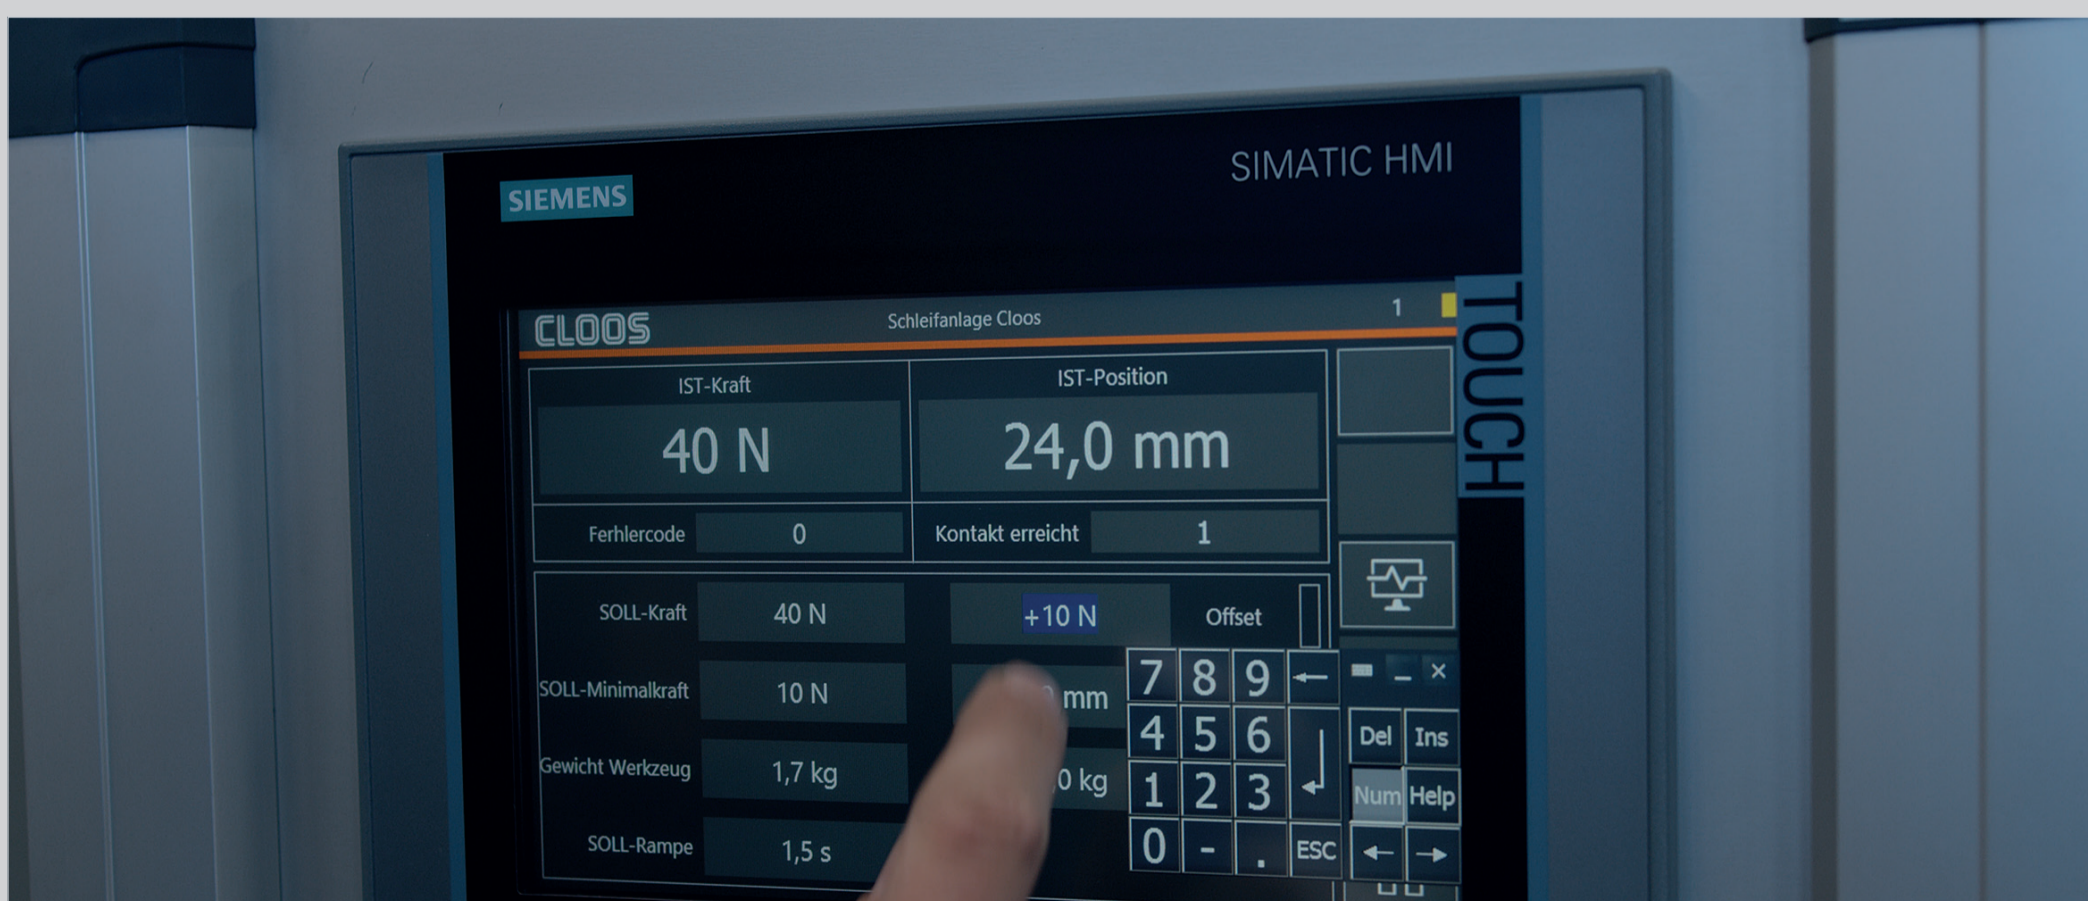 SIEMENS
SIMATIC HMI
TOUCH
CLOOS
Schleifanlage Cloos
1
IST-Kraft
IST-Position
40 N
24,0 mm
Ferhlercode
0
Kontakt erreicht
1
SOLL-Kraft
40 N
+10 N
Offset
SOLL-Minimalkraft
10 N
mm
Gewicht Werkzeug
1,7 kg
0 kg
SOLL-Rampe
1,5 s
7 8 9 ←
4 5 6
1 2 3
0 - . ESC
Del Ins
Num Help
← →